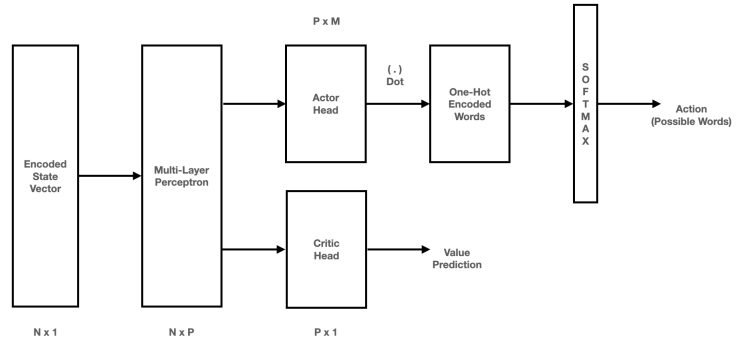 P x M
Encoded
State
Vector
Multi-Layer
Perceptron
Actor
Head
( . )
Dot
One-Hot
Encoded
Words
S
O
F
T
M
A
X
Action
(Possible Words)
Critic
Head
Value
Prediction
N x 1
N x P
P x 1